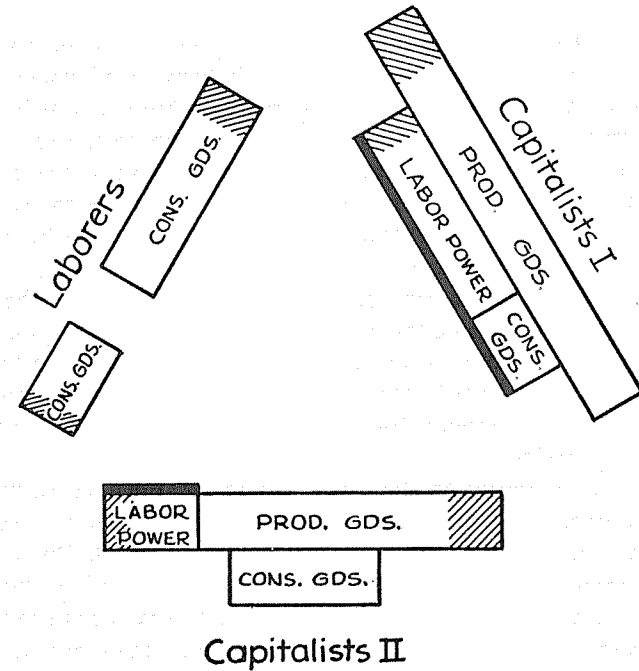 Laborers
CONS. GDS.
CONS. GDS.
Capitalists I
PROD. GDS.
LABOR POWER
CONS.
GDS.
LABOR
POWER
PROD. GDS.
CONS. GDS.
Capitalists II